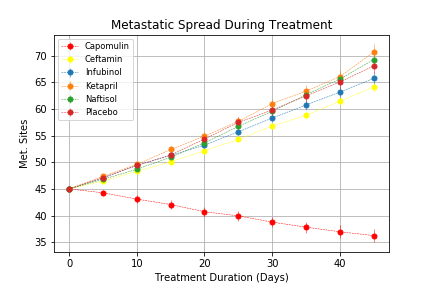 Metastatic Spread During Treatment
Met. Sites
70
65
60
55
50
45
40
35
Capomulin
Ceftamin
Infubinol
Ketapril
Naftisol
Placebo
0 10 20 30 40
Treatment Duration (Days)